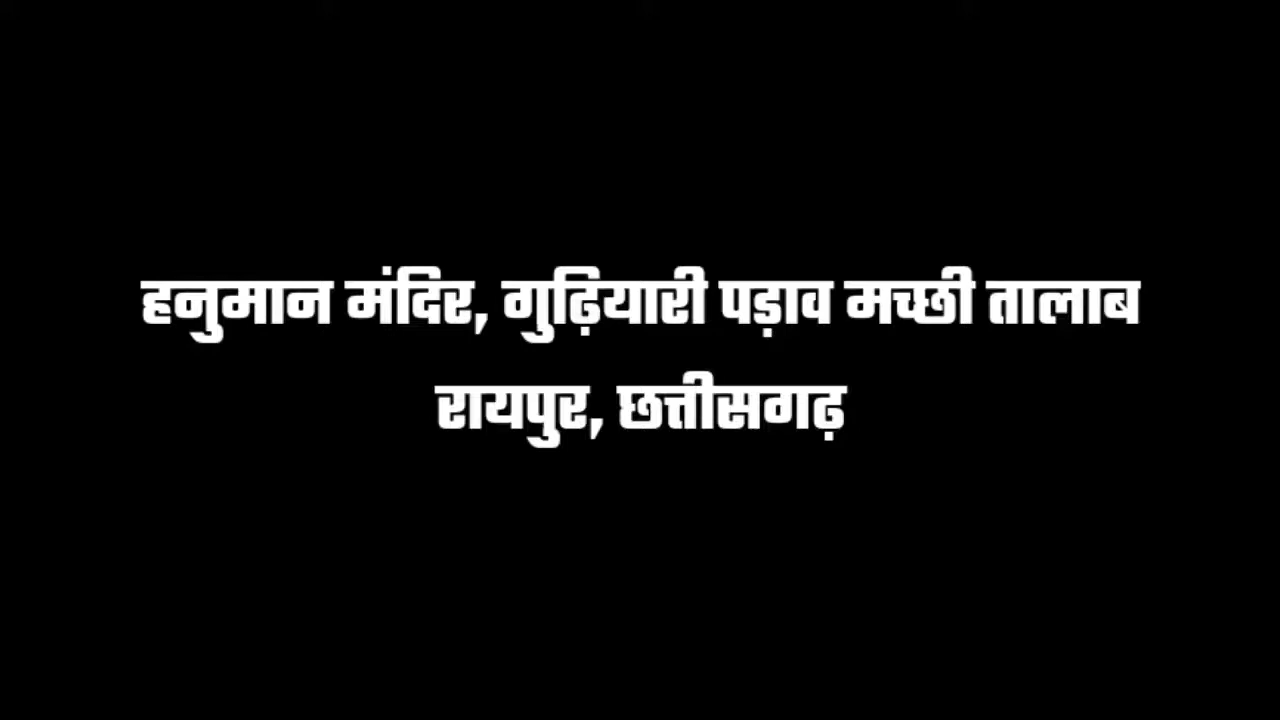 हनुमान मंदिर, गुढ़ियारी पड़ाव मच्छी तालाब
रायपुर, छत्तीसगढ़